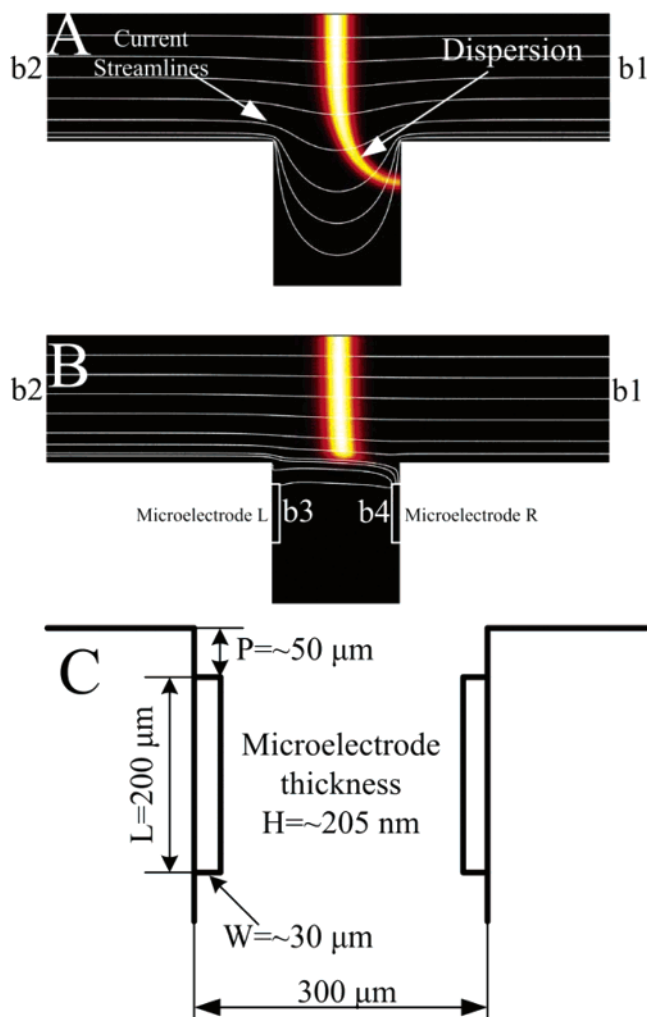 A
Current
Streamlines
Dispersion
b2
b1
B
b2
b1
Microelectrode L
b3
b4
Microelectrode R
C
P=~50 μm
L=200 μm
Microelectrode
thickness
H=~205 nm
W=~30 μm
300 μm